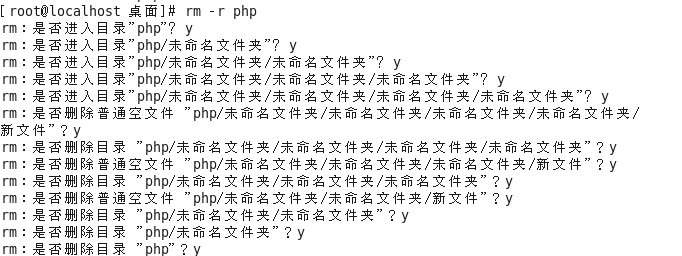 [root@localhost 桌面]# rm -r php
rm：是否进入目录"php"? y
rm：是否进入目录"php/未命名文件夹"? y
rm：是否进入目录"php/未命名文件夹/未命名文件夹"? y
rm：是否进入目录"php/未命名文件夹/未命名文件夹/未命名文件夹"? y
rm：是否进入目录"php/未命名文件夹/未命名文件夹/未命名文件夹/未命名文件夹"? y
rm：是否删除普通空文件 "php/未命名文件夹/未命名文件夹/未命名文件夹/未命名文件夹/
新文件"？y
rm：是否删除目录 "php/未命名文件夹/未命名文件夹/未命名文件夹/未命名文件夹"？y
rm：是否删除普通空文件 "php/未命名文件夹/未命名文件夹/未命名文件夹/新文件"？y
rm：是否删除目录 "php/未命名文件夹/未命名文件夹/未命名文件夹"？y
rm：是否删除普通空文件 "php/未命名文件夹/未命名文件夹/新文件"？y
rm：是否删除目录 "php/未命名文件夹/未命名文件夹"？y
rm：是否删除目录 "php/未命名文件夹"？y
rm：是否删除目录 "php"？y